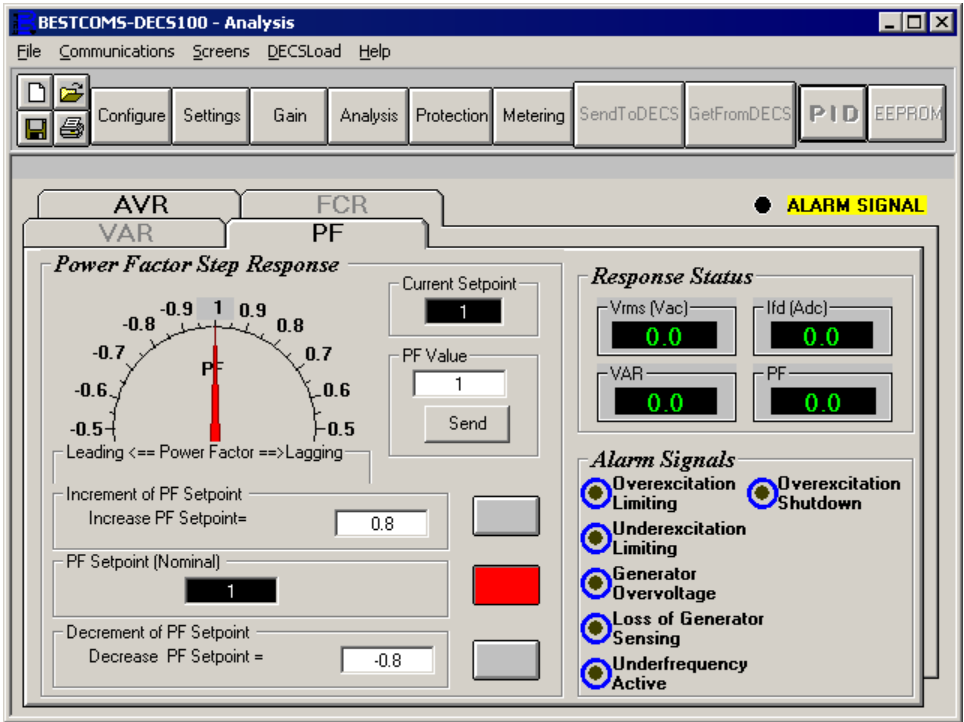 BESTCOMS-DECS100 - Analysis
File Communications Screens DECSLoad Help
Configure Settings Gain Analysis Protection Metering SendToDECS GetFromDECS PID EEPROM
AVR FCR
ALARM SIGNAL
VAR PF
Power Factor Step Response
-0.5 -0.6 -0.7 -0.8 -0.9 1 0.9 0.8 0.7 0.6 0.5
PF
Leading <== Power Factor ==>Lagging
Current Setpoint
1
PF Value
1
Send
Increment of PF Setpoint
Increase PF Setpoint= 0.8
PF Setpoint (Nominal)
1
Decrement of PF Setpoint
Decrease PF Setpoint = -0.8
Response Status
Vrms (Vac) Ifd (Adc)
0.0 0.0
VAR PF
0.0 0.0
Alarm Signals
Overexcitation
Limiting
Overexcitation
Shutdown
Underexcitation
Limiting
Generator
Overvoltage
Loss of Generator
Sensing
Underfrequency
Active